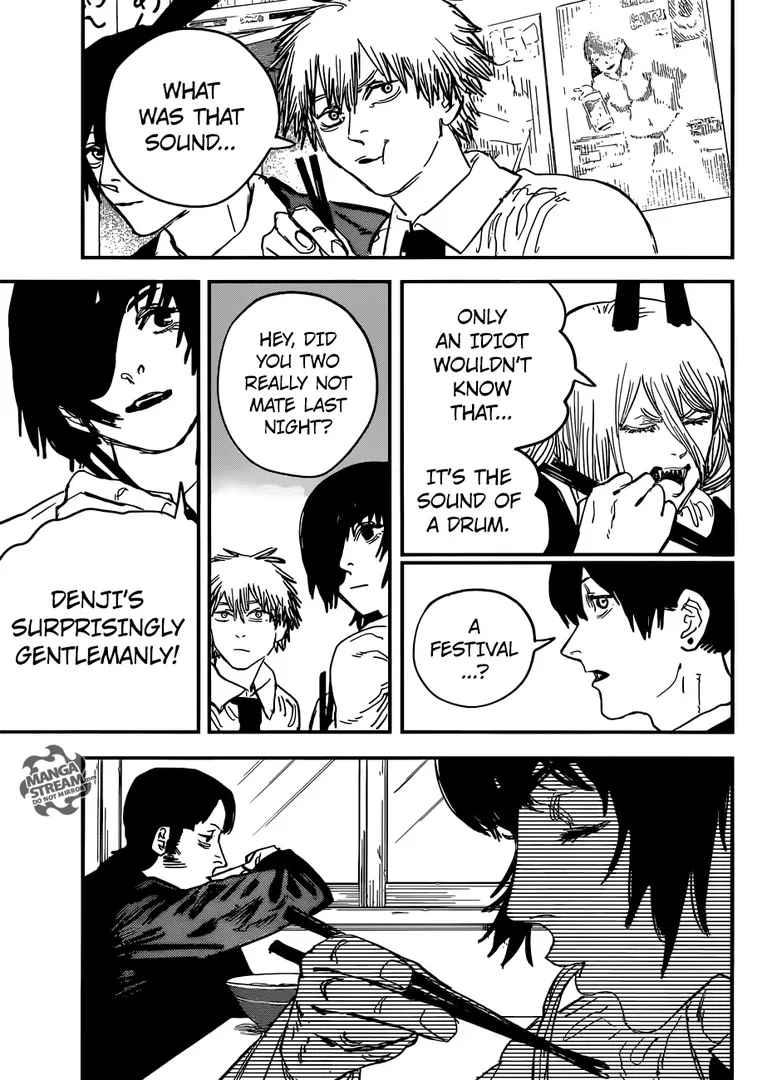 WHAT
WAS THAT
SOUND...
ONLY
AN IDIOT
WOULDN'T
KNOW
THAT...
IT'S THE
SOUND OF
A DRUM.
A
FESTIVAL
...?
HEY, DID
YOU TWO
REALLY NOT
MATE LAST
NIGHT?
DENJI'S
SURPRISINGLY
GENTLEMANLY!
MANGA
STREAM.com
DO NOT MIRROR!